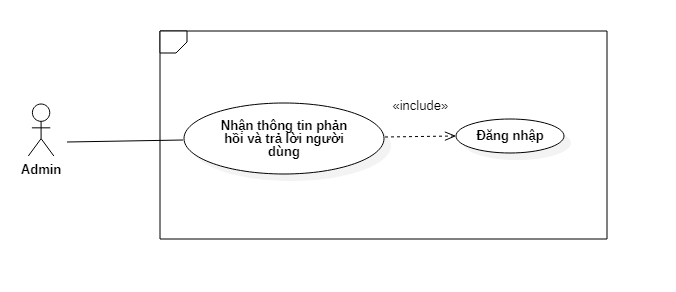 «include»
Nhận thông tin phản
hồi và trả lời người
dùng
Đăng nhập
Admin